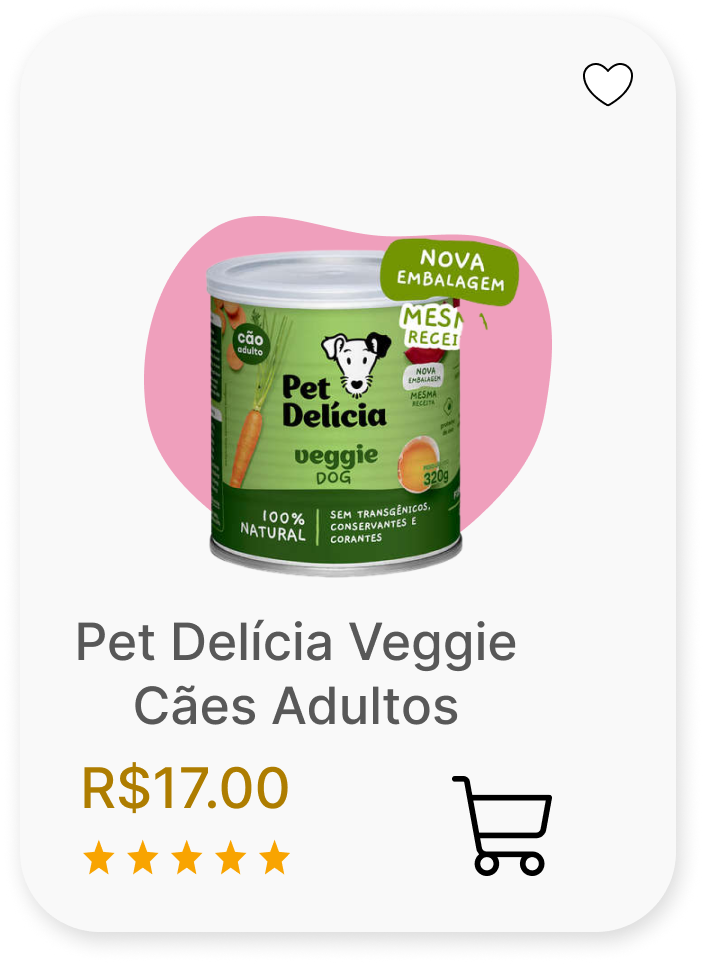 NOVA
EMBALAGEM
MESM
RECEI
cão
adulto
NOVA
EMBALAGEM
MESMA
RECEITA
Pet
Delícia
veggie
DOG
320g
100%
NATURAL
SEM TRANSGÊNICOS,
CONSERVANTES E
CORANTES
Pet Delícia Veggie
Cães Adultos
R$17.00